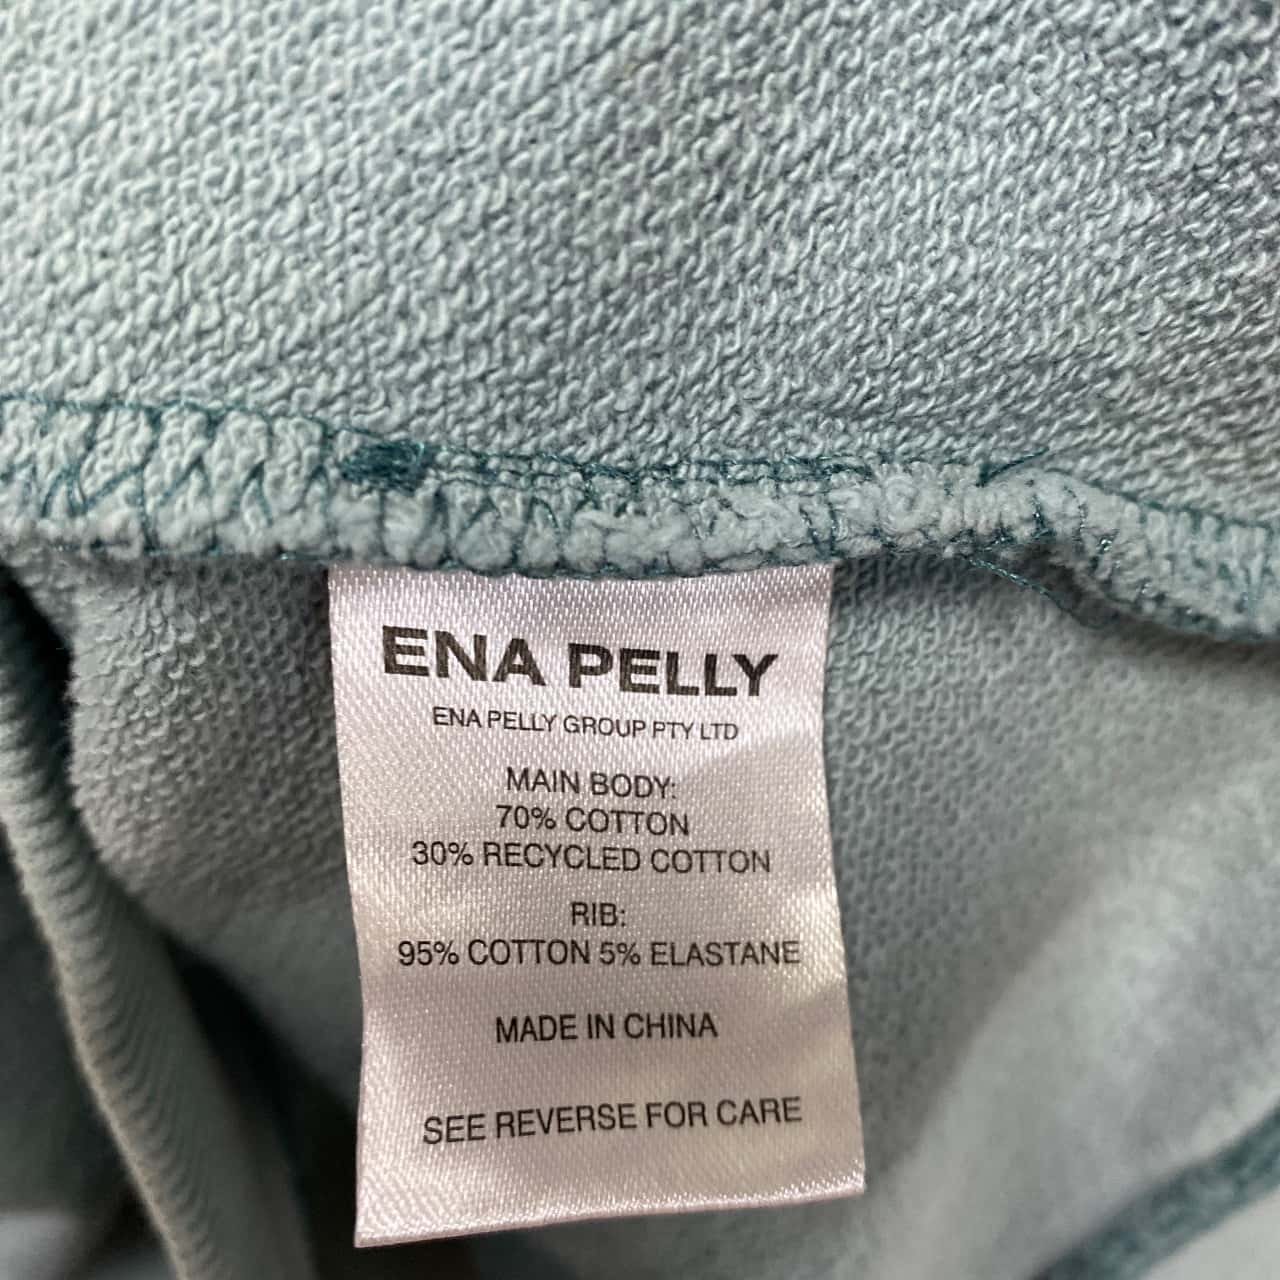 ENA PELLY
ENA PELLY GROUP PTY LTD
MAIN BODY:
70% COTTON
30% RECYCLED COTTON
RIB:
95% COTTON 5% ELASTANE
MADE IN CHINA
SEE REVERSE FOR CARE